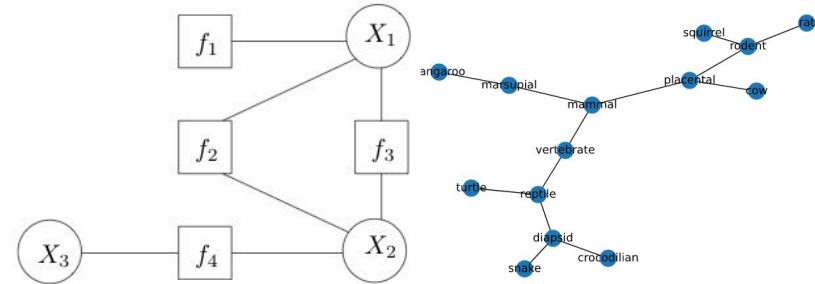 f₁
X₁
f₂
f₃
X₃
f₄
X₂
squirrel
rat
rodent
placental
cow
angaroo
marsupial
mammal
vertebrate
turtle
reptile
diapsid
snake
crocodilian